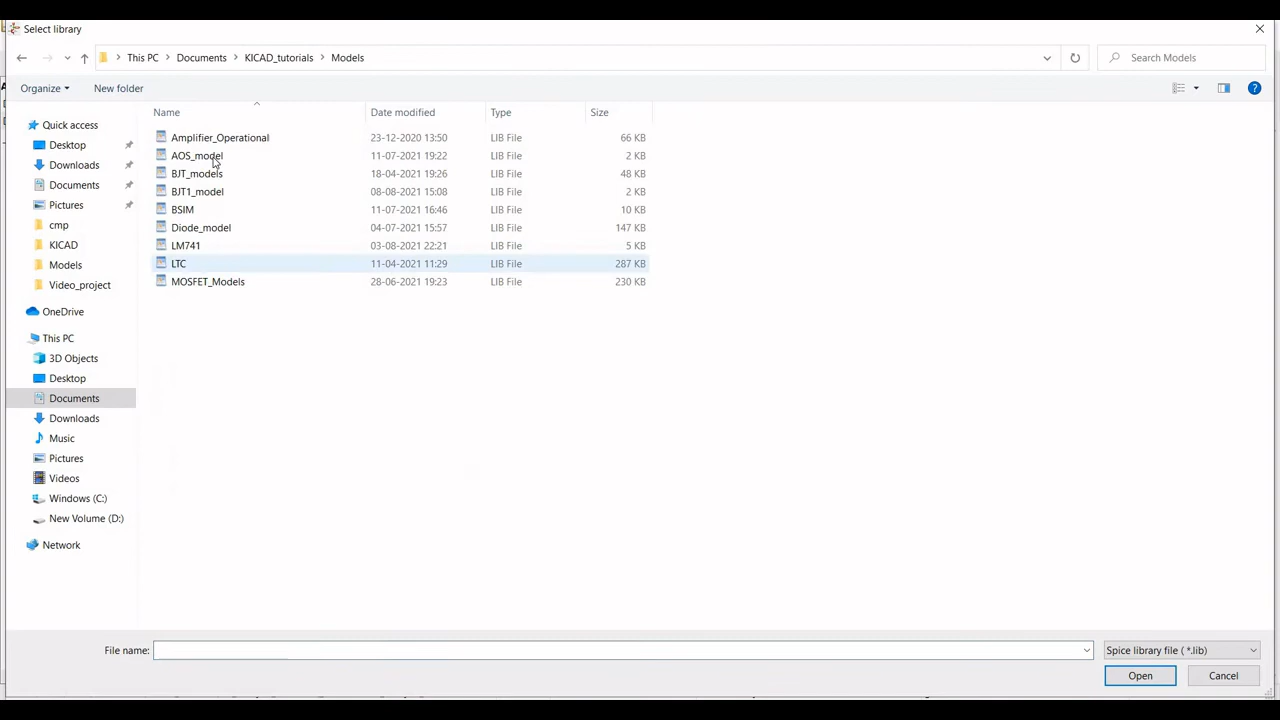 Select library
This PC > Documents > KICAD_tutorials > Models
Search Models
Organize
New folder
Name Date modified Type Size
Amplifier_Operational 23-12-2020 13:50 LIB File 66 KB
AOS_model 11-07-2021 19:22 LIB File 2 KB
BJT_models 18-04-2021 19:26 LIB File 48 KB
BJT1_model 08-08-2021 15:08 LIB File 2 KB
BSIM 11-07-2021 16:46 LIB File 10 KB
Diode_model 04-07-2021 15:57 LIB File 147 KB
LM741 03-08-2021 22:21 LIB File 5 KB
LTC 11-04-2021 11:29 LIB File 287 KB
MOSFET_Models 28-06-2021 19:23 LIB File 230 KB
Quick access
Desktop
Downloads
Documents
Pictures
cmp
KICAD
Models
Video_project
OneDrive
This PC
3D Objects
Desktop
Documents
Downloads
Music
Pictures
Videos
Windows (C:)
New Volume (D:)
Network
File name:
Spice library file ( *.lib)
Open
Cancel